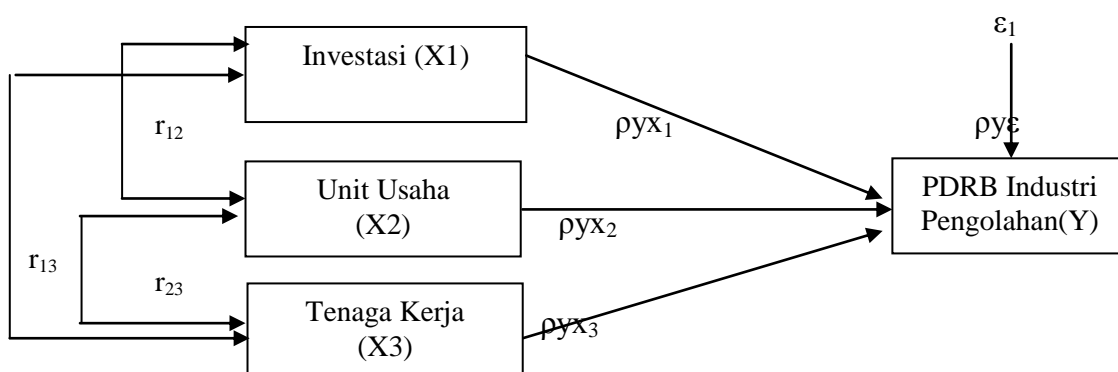 ε₁
Investasi (X1)
r₁₂
ρyx₁
ρyε
Unit Usaha
(X2)
ρyx₂
PDRB Industri
Pengolahan(Y)
r₁₃
r₂₃
Tenaga Kerja
(X3)
ρyx₃